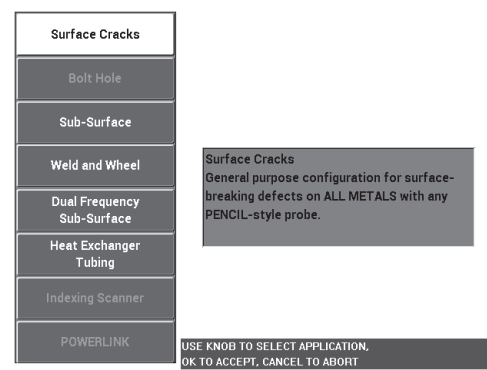 Surface Cracks
Bolt Hole
Sub-Surface
Weld and Wheel
Dual Frequency
Sub-Surface
Heat Exchanger
Tubing
Indexing Scanner
POWERLINK
Surface Cracks
General purpose configuration for surface-
breaking defects on ALL METALS with any
PENCIL-style probe.
USE KNOB TO SELECT APPLICATION,
OK TO ACCEPT, CANCEL TO ABORT